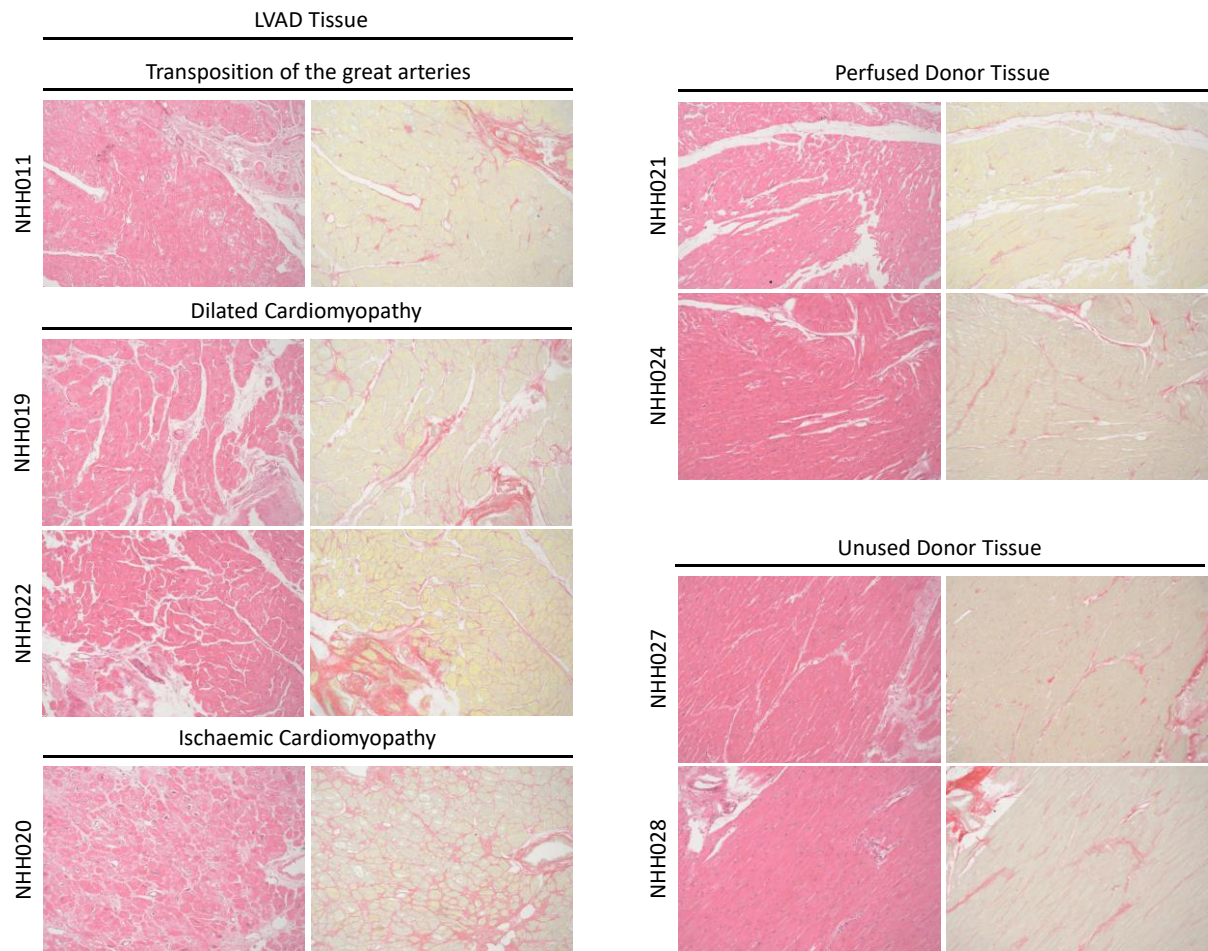 LVAD Tissue
Transposition of the great arteries
NHH011
Dilated Cardiomyopathy
NHH019
NHH022
Ischaemic Cardiomyopathy
NHH020
Perfused Donor Tissue
NHH021
NHH024
Unused Donor Tissue
NHH027
NHH028